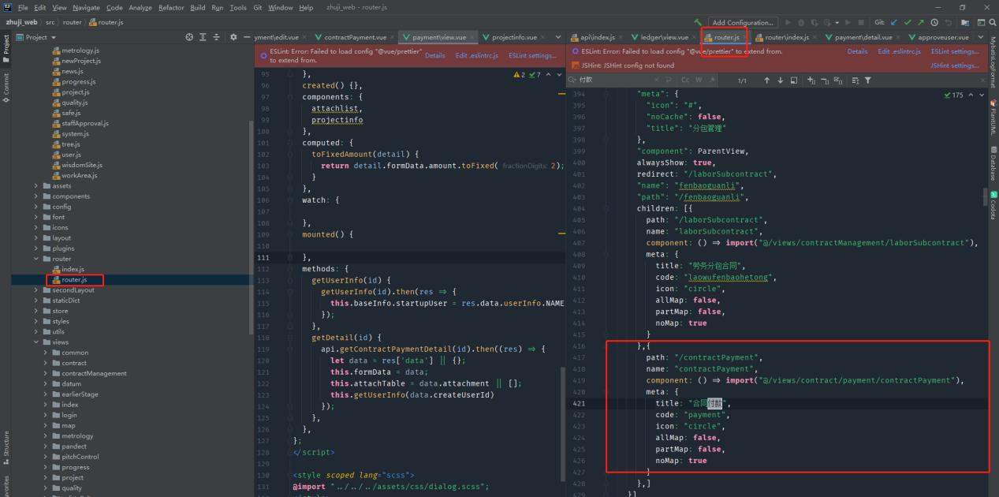 File Edit View Navigate Code Analyze Refactor Build Run Tools Git Window Help zhuji_web - router.js
zhuji_web src router router.js
Add Configuration...
Git:
Project
Commit
Structure
avorites
Project
metrology.js
newProject.js
news.js
progress.js
project.js
quality.js
safe.js
staffApproval.js
system.js
tree.js
user.js
wisdomSite.js
workArea.js
assets
components
config
font
icons
layout
plugins
router
index.js
router.js
secondLayout
staticDict
store
styles
utils
views
common
contract
contractManagement
datum
earlierStage
index
login
map
metrology
pandect
pitchControl
progress
project
quality
yment\edit.vue contractPayment.vue payment\view.vue projectinfo.vue
ESLint: Error: Failed to load config "@vue/prettier"
to extend from.
Details Edit .eslintrc.js ESLint settings...
2 7
95 },
96 created() {},
97 components: {
98 attachlist,
99 projectinfo
100 },
101 computed: {
102 toFixedAmount(detail) {
103 return detail.formData.amount.toFixed( fractionDigits: 2);
104 }
105 },
106 watch: {
107
108 },
109 mounted() {
110
111 },
112 methods: {
113 getUserInfo(id) {
114 getUserInfo(id).then(res => {
115 this.baseInfo.startupUser = res.data.userInfo.NAME
116 });
117 },
118 getDetail(id) {
119 api.getContractPaymentDetail(id).then((res) => {
120 let data = res['data'] || {};
121 this.formData = data;
122 this.attachTable = data.attachment || [];
123 this.getUserInfo(data.createUserId)
124 });
125 },
126 },
127 };
128 </script>
129
130 <style scoped lang="scss">
131 @import "../../../assets/css/dialog.scss";
api\index.js ledger\view.vue router.js router\index.js payment\detail.vue approveuser.vue
ESLint: Error: Failed to load config "@vue/prettier" to extend from.
Details Edit .eslintrc.js ESLint settings...
JSHint: JSHint config not found
JSHint settings...
付款 Cc W .* 1/1
175
394 "meta": {
395 "icon": "#",
396 "noCache": false,
397 "title": "分包管理"
398 },
399 "component": ParentView,
400 alwaysShow: true,
401 redirect: "/laborSubcontract",
402 "name": "fenbaoguanli",
403 "path": "/fenbaoguanli",
404 children: [{
405 path: "/laborSubcontract",
406 name: "laborSubcontract",
407 component: () => import("@/views/contractManagement/laborSubcontract"),
408 meta: {
409 title: "劳务分包合同",
410 code: "laowufenbaohetong",
411 icon: "circle",
412 allMap: false,
413 partMap: false,
414 noMap: true
415 }
416 },{
417 path: "/contractPayment",
418 name: "contractPayment",
419 component: () => import("@/views/contract/payment/contractPayment"),
420 meta: {
421 title: "合同付款",
422 code: "payment",
423 icon: "circle",
424 allMap: false,
425 partMap: false,
426 noMap: true
427 }
428 },]
429 }]
MybatisLogFormat
PlantUML
Database
Codota